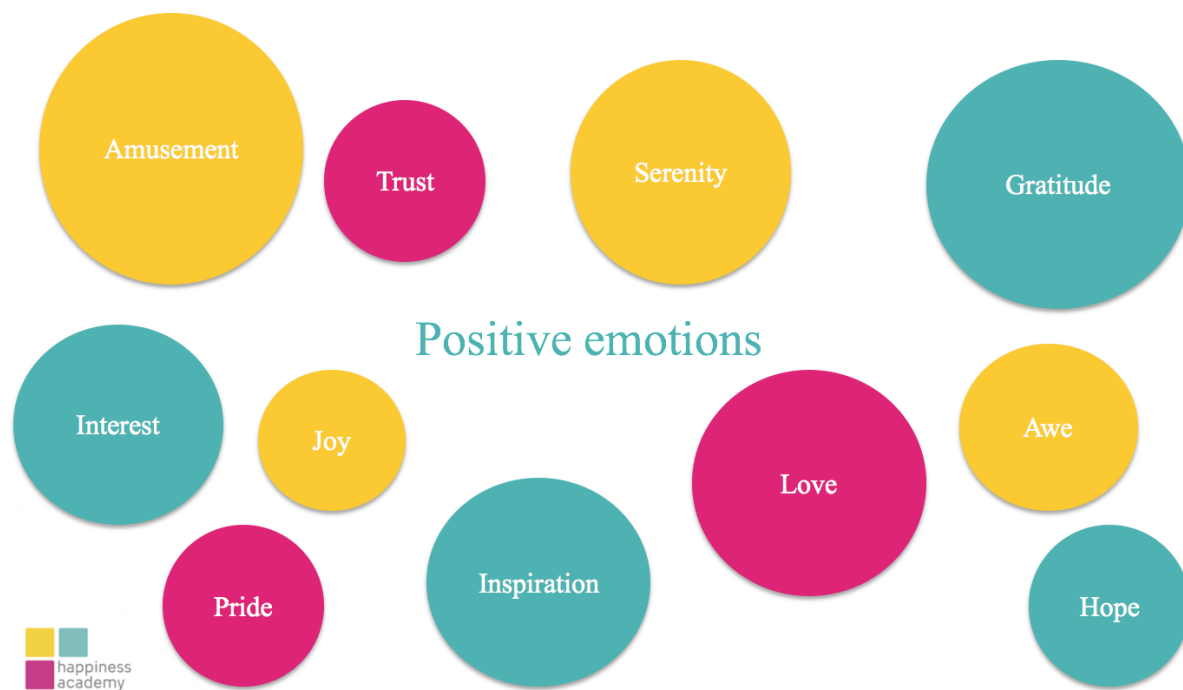 Amusement
Trust
Serenity
Gratitude
Positive emotions
Interest
Joy
Love
Awe
Pride
Inspiration
Hope
happiness
academy